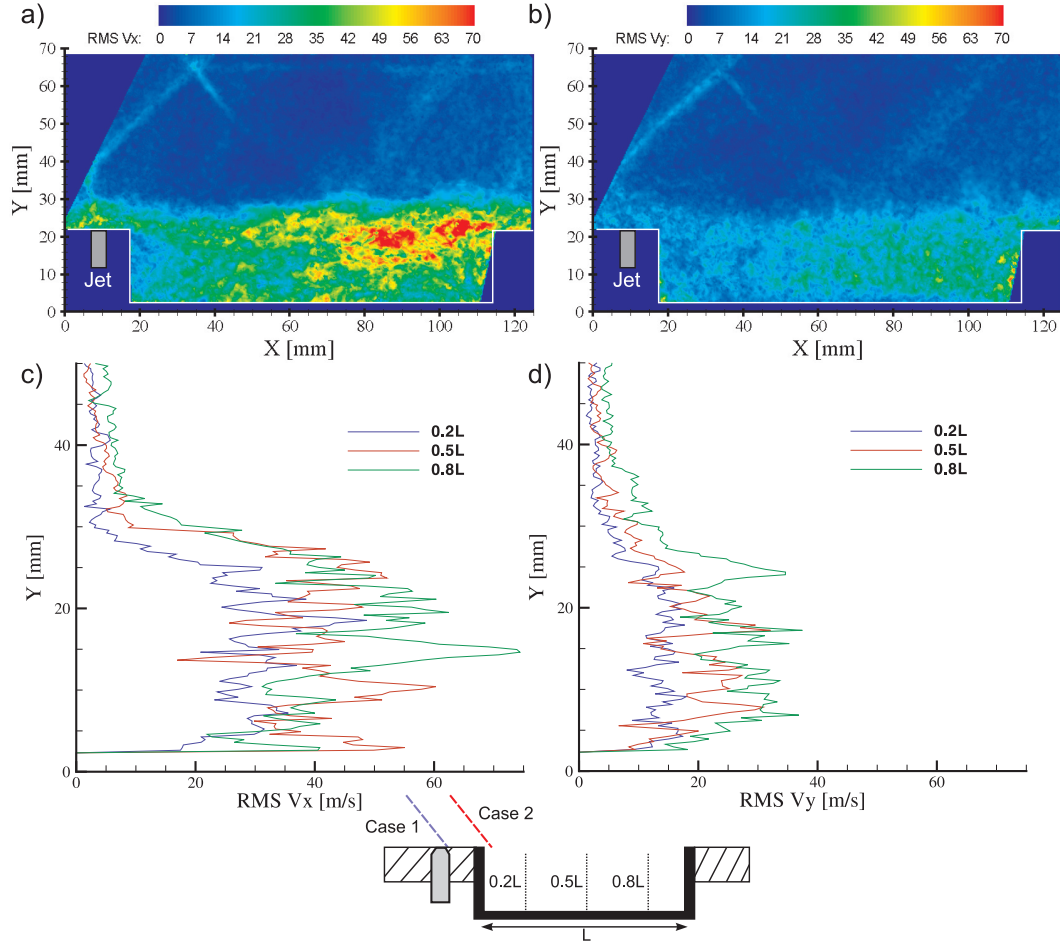 a)
RMS Vx: 0 7 14 21 28 35 42 49 56 63 70
b)
RMS Vy: 0 7 14 21 28 35 42 49 56 63 70
70
60
50
40
30
20
10
0
Y [mm]
Jet
0 20 40 60 80 100 120
X [mm]
70
60
50
40
30
20
10
0
Y [mm]
Jet
0 20 40 60 80 100 120
X [mm]
c)
0.2L
0.5L
0.8L
40
20
0
Y [mm]
20 40 60
RMS Vx [m/s]
d)
0.2L
0.5L
0.8L
40
20
0
Y [mm]
20 40 60
RMS Vy [m/s]
Case 1
Case 2
0.2L 0.5L 0.8L
L